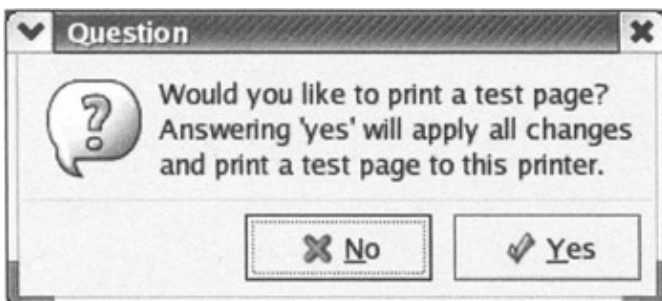 Question
Would you like to print a test page?
Answering 'yes' will apply all changes
and print a test page to this printer.
No
Yes